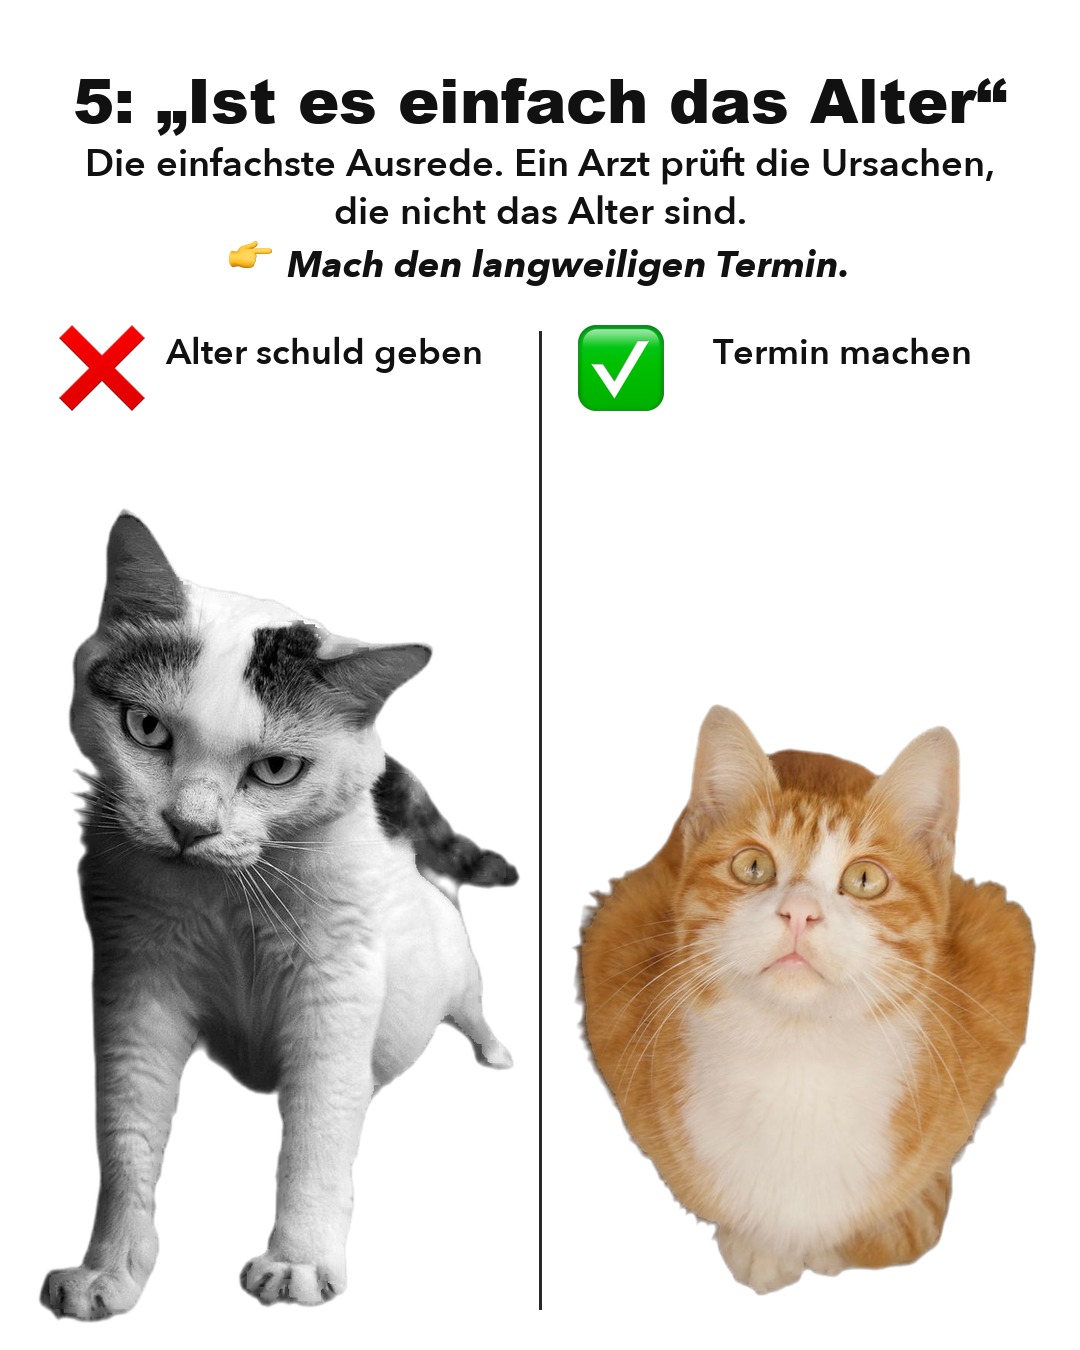 5: „Ist es einfach das Alter“
Die einfachste Ausrede. Ein Arzt prüft die Ursachen,
die nicht das Alter sind.
👉 Mach den langweiligen Termin.
❌ Alter schuld geben
✅ Termin machen